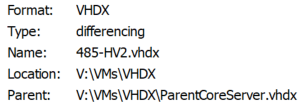 Format: VHDX
Type: differencing
Name: 485-HV2.vhdx
Location: V:\VMs\VHDX
Parent: V:\VMs\VHDX\ParentCoreServer.vhdx